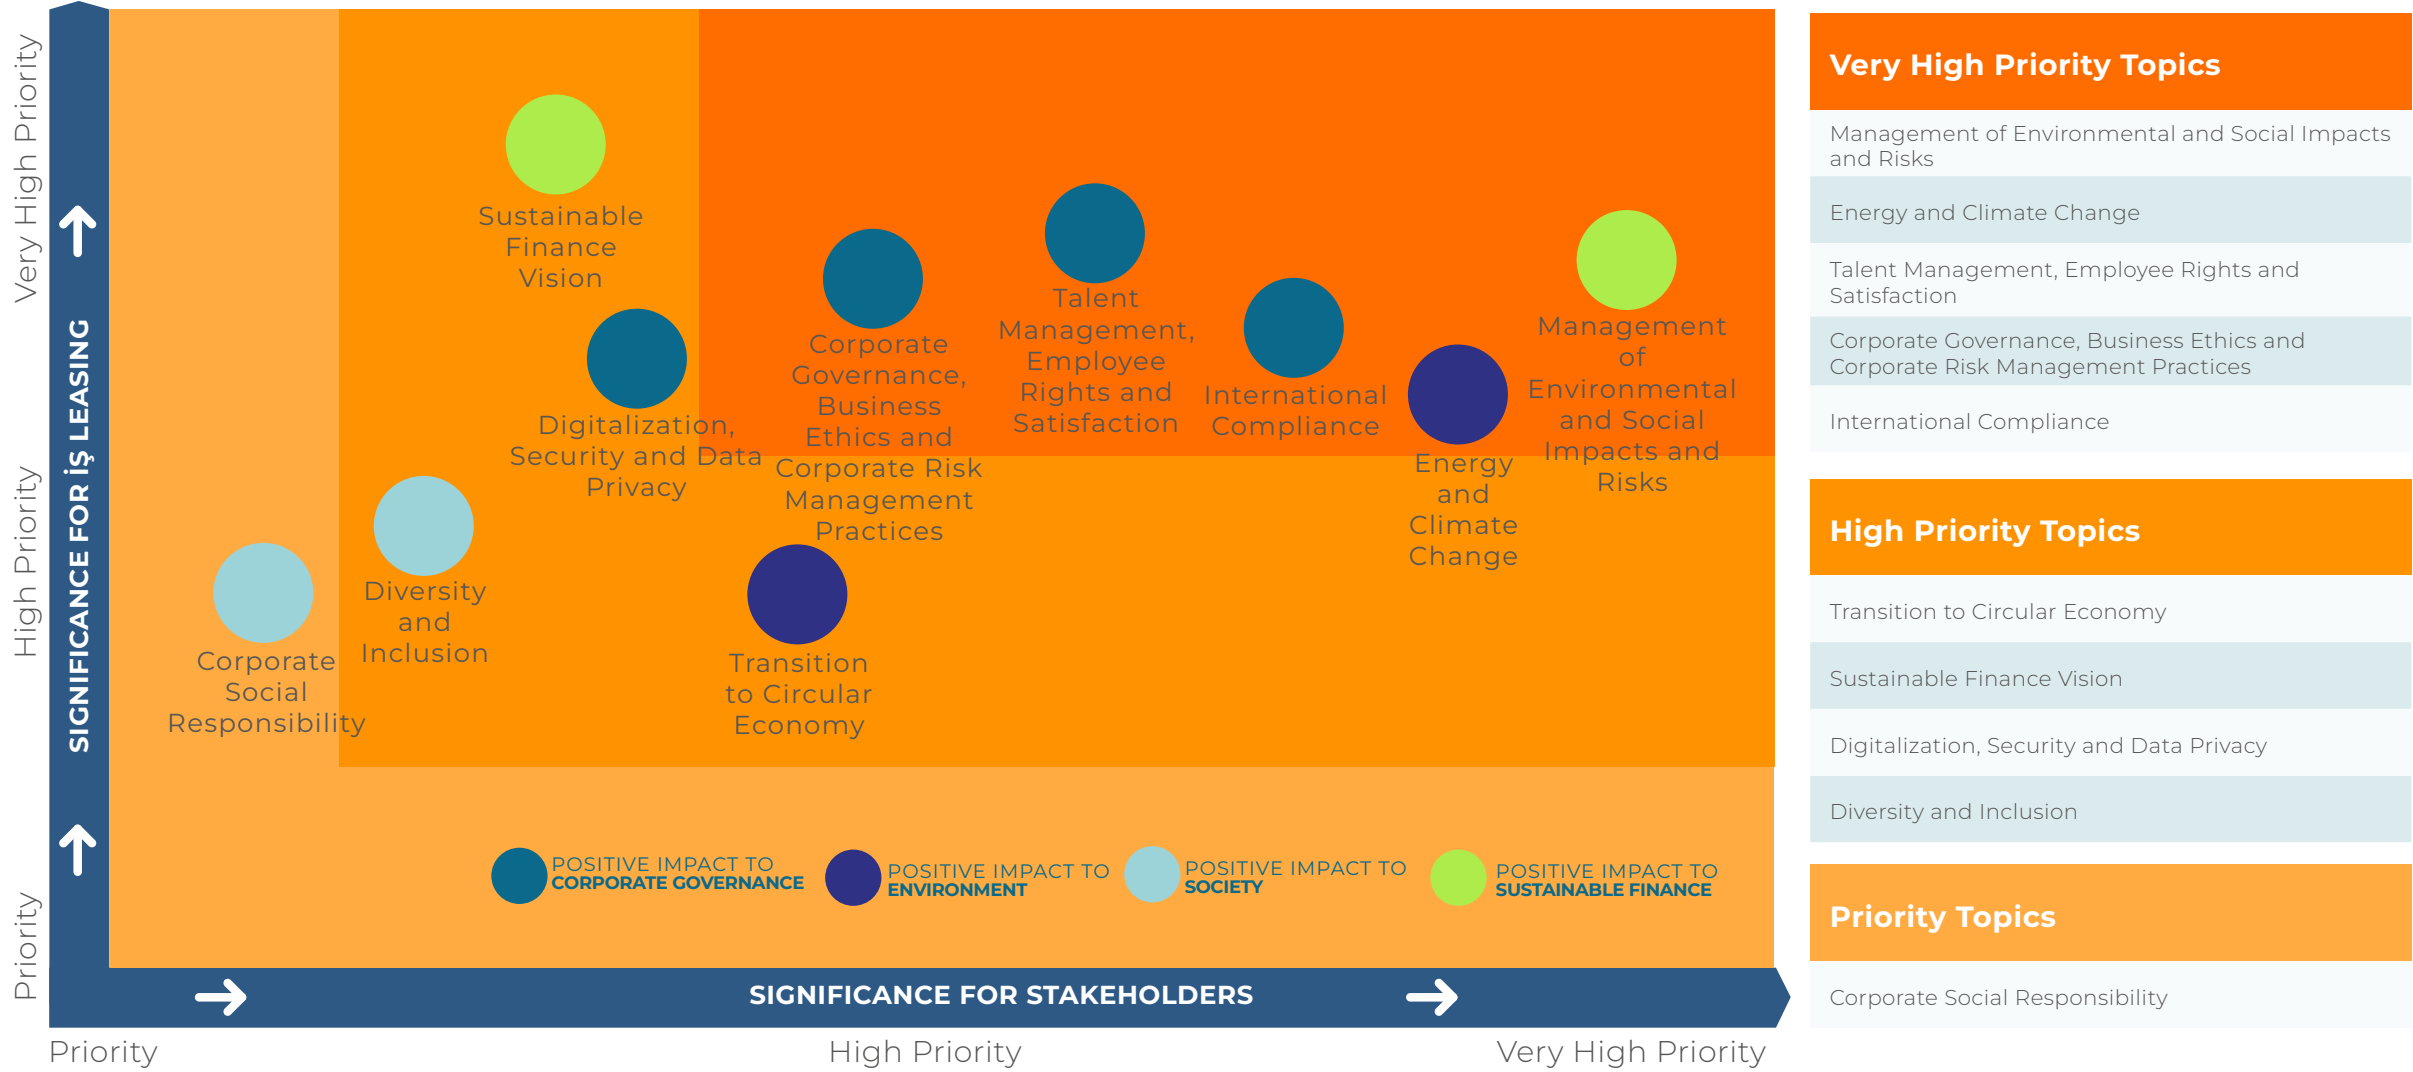 Very High Priority
High Priority
Priority
SIGNIFICANCE FOR İŞ LEASING
Sustainable
Finance
Vision
Digitalization,
Security and Data
Privacy
Corporate
Governance,
Business
Ethics and
Corporate Risk
Management
Practices
Talent
Management,
Employee
Rights and
Satisfaction
International
Compliance
Energy
and
Climate
Change
Management
of
Environmental
and Social
Impacts and
Risks
Corporate
Social
Responsibility
Diversity
and
Inclusion
Transition
to Circular
Economy
POSITIVE IMPACT TO
CORPORATE GOVERNANCE
POSITIVE IMPACT TO
ENVIRONMENT
POSITIVE IMPACT TO
SOCIETY
POSITIVE IMPACT TO
SUSTAINABLE FINANCE
SIGNIFICANCE FOR STAKEHOLDERS
Priority
High Priority
Very High Priority
Very High Priority Topics
Management of Environmental and Social Impacts
and Risks
Energy and Climate Change
Talent Management, Employee Rights and
Satisfaction
Corporate Governance, Business Ethics and
Corporate Risk Management Practices
International Compliance
High Priority Topics
Transition to Circular Economy
Sustainable Finance Vision
Digitalization, Security and Data Privacy
Diversity and Inclusion
Priority Topics
Corporate Social Responsibility